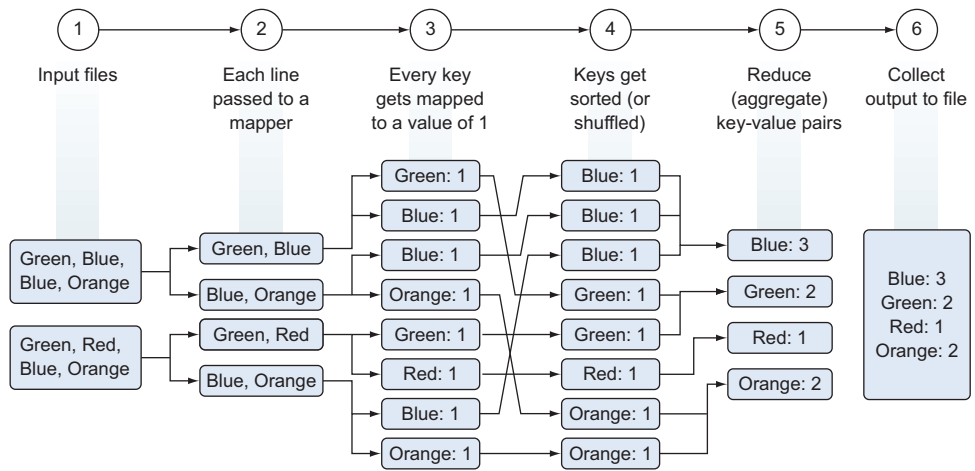 1
2
3
4
5
6
Input files
Each line
passed to a
mapper
Every key
gets mapped
to a value of 1
Keys get
sorted (or
shuffled)
Reduce
(aggregate)
key-value pairs
Collect
output to file
Green, Blue,
Blue, Orange
Green, Red,
Blue, Orange
Green, Blue
Blue, Orange
Green, Red
Blue, Orange
Green: 1
Blue: 1
Blue: 1
Orange: 1
Green: 1
Red: 1
Blue: 1
Orange: 1
Blue: 1
Blue: 1
Blue: 1
Green: 1
Green: 1
Red: 1
Orange: 1
Orange: 1
Blue: 3
Green: 2
Red: 1
Orange: 2
Blue: 3
Green: 2
Red: 1
Orange: 2